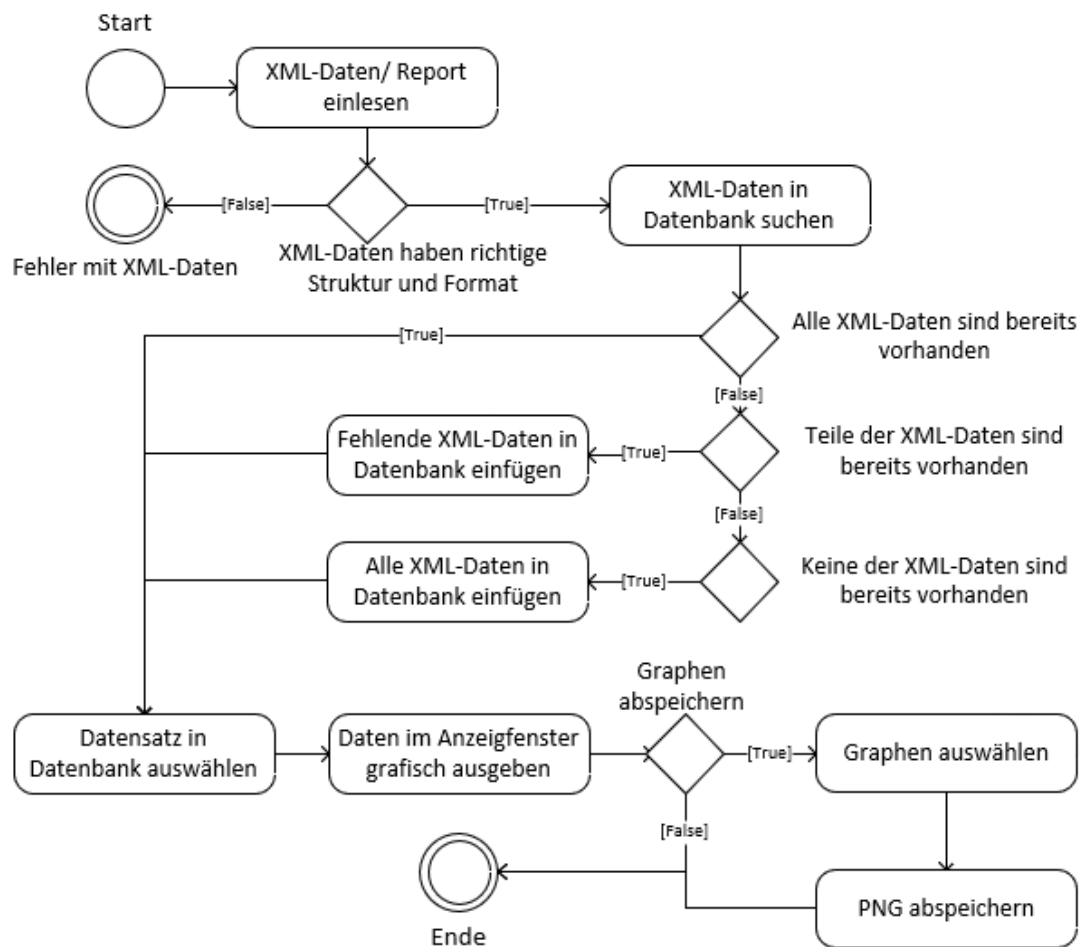 Start
XML-Daten/ Report
einlesen
[False]
[True]
XML-Daten in
Datenbank suchen
Fehler mit XML-Daten
XML-Daten haben richtige
Struktur und Format
[True]
Alle XML-Daten sind bereits
vorhanden
[False]
Fehlende XML-Daten in
Datenbank einfügen
[True]
Teile der XML-Daten sind
bereits vorhanden
[False]
Alle XML-Daten in
Datenbank einfügen
[True]
Keine der XML-Daten sind
bereits vorhanden
Graphen
abspeichern
Datensatz in
Datenbank auswählen
Daten im Anzeigfenster
grafisch ausgeben
[True]
Graphen auswählen
[False]
Ende
PNG abspeichern